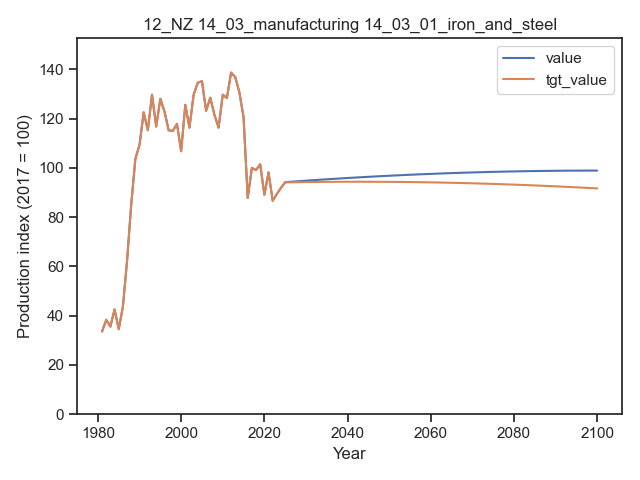 12_NZ 14_03_manufacturing 14_03_01_iron_and_steel
value
tgt_value
Production index (2017 = 100)
140
120
100
80
60
40
20
0
1980 2000 2020 2040 2060 2080 2100
Year